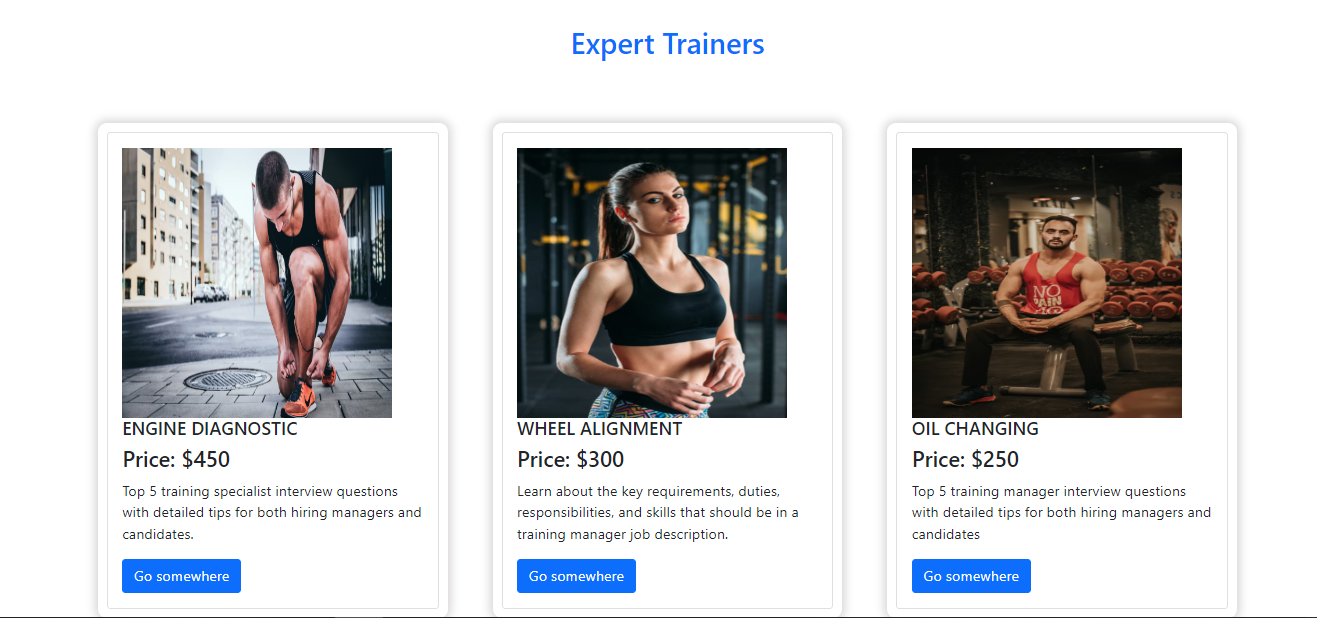 Expert Trainers
ENGINE DIAGNOSTIC
Price: $450
Top 5 training specialist interview questions
with detailed tips for both hiring managers and
candidates.
Go somewhere
WHEEL ALIGNMENT
Price: $300
Learn about the key requirements, duties,
responsibilities, and skills that should be in a
training manager job description.
Go somewhere
NO
PAIN
OIL CHANGING
Price: $250
Top 5 training manager interview questions
with detailed tips for both hiring managers and
candidates
Go somewhere